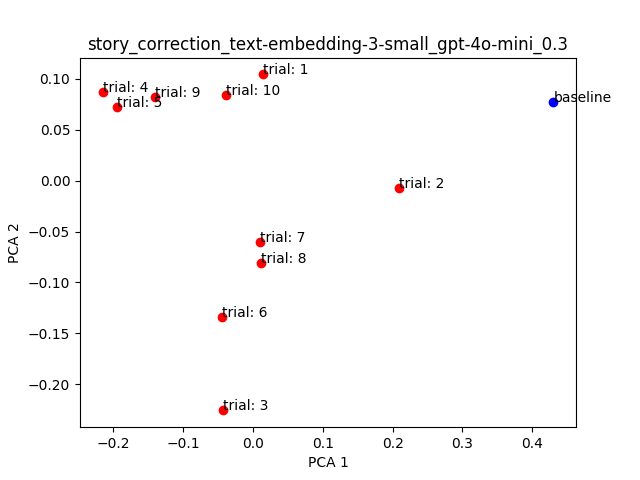 story_correction_text-embedding-3-small_gpt-4o-mini_0.3
0.10
0.05
0.00
−0.05
−0.10
−0.15
−0.20
PCA 2
trial: 1
trial: 4
trial: 9
trial: 10
trial: 5
baseline
trial: 2
trial: 7
trial: 8
trial: 6
trial: 3
−0.2
−0.1
0.0
0.1
0.2
0.3
0.4
PCA 1